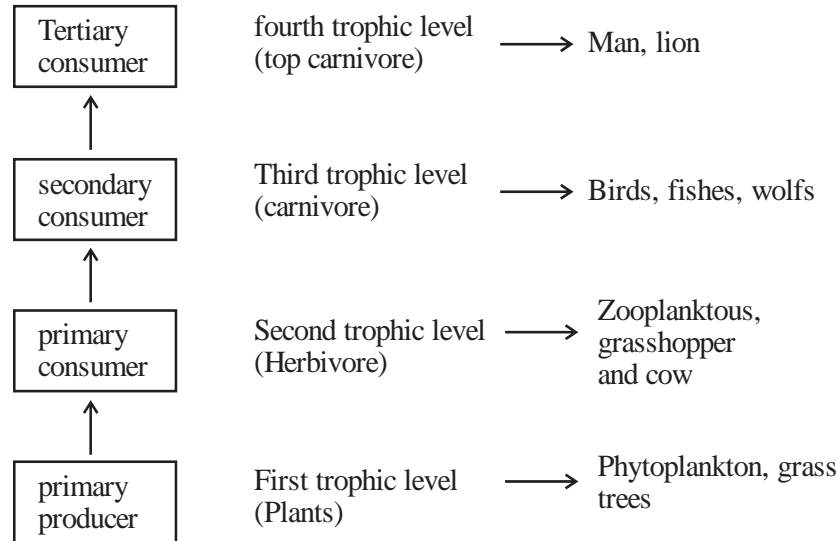 Tertiary
consumer
fourth trophic level
(top carnivore)
Man, lion
secondary
consumer
Third trophic level
(carnivore)
Birds, fishes, wolfs
primary
consumer
Second trophic level
(Herbivore)
Zooplanktous,
grasshopper
and cow
primary
producer
First trophic level
(Plants)
Phytoplankton, grass
trees